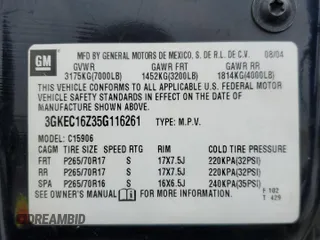 GM
MFD BY GENERAL MOTORS DE MEXICO, S. DE R.L. DE C.V. 08/04
GVWR GAWR FRT GAWR RR
3175KG(7000LB) 1452KG(3200LB) 1814KG(4000LB)
THIS VEHICLE CONFORMS TO ALL APPLICABLE U.S. FEDERAL MOTOR
VEHICLE SAFETY STANDARDS IN EFFECT ON THE DATE OF
MANUFACTURE SHOWN ABOVE.
3GKEC16Z35G116261 TYPE: M.P.V.
MODEL: C15906
CAGM TIRE SIZE SPEED RTG RIM COLD TIRE PRESSURE
FRT P265/70R17 S 17X7.5J 220KPA(32PSI)
RR P265/70R17 S 17X7.5J 220KPA(32PSI)
SPA P265/70R16 S 16X6.5J 240KPA(35PSI)
SEE OWNER'S MANUAL FOR ADDITIONAL INFORMATION.
F 102
T 429
DREAMBID